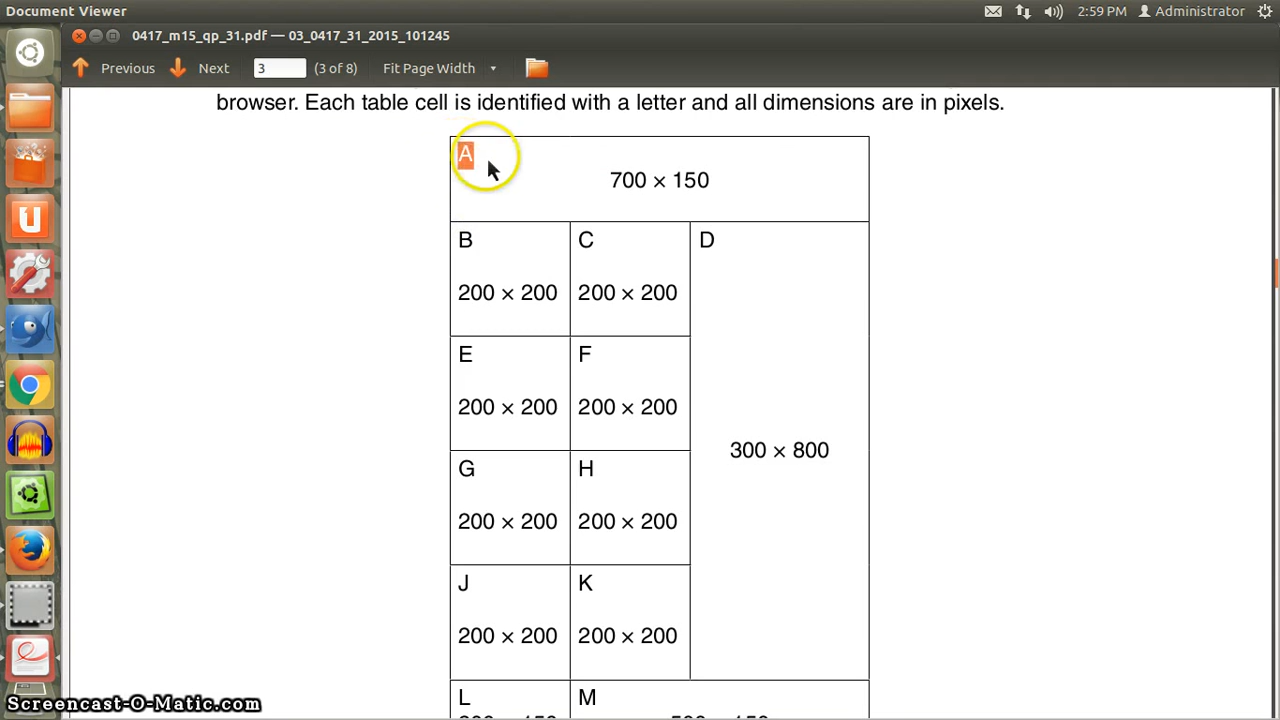 Document Viewer
2:59 PM
Administrator
0417_m15_qp_31.pdf — 03_0417_31_2015_101245
Previous
Next
3
(3 of 8)
Fit Page Width
browser. Each table cell is identified with a letter and all dimensions are in pixels.
A
700 × 150
B
C
D
200 × 200
200 × 200
E
F
200 × 200
200 × 200
300 × 800
G
H
200 × 200
200 × 200
J
K
200 × 200
200 × 200
L
M
Screencast-O-Matic.com